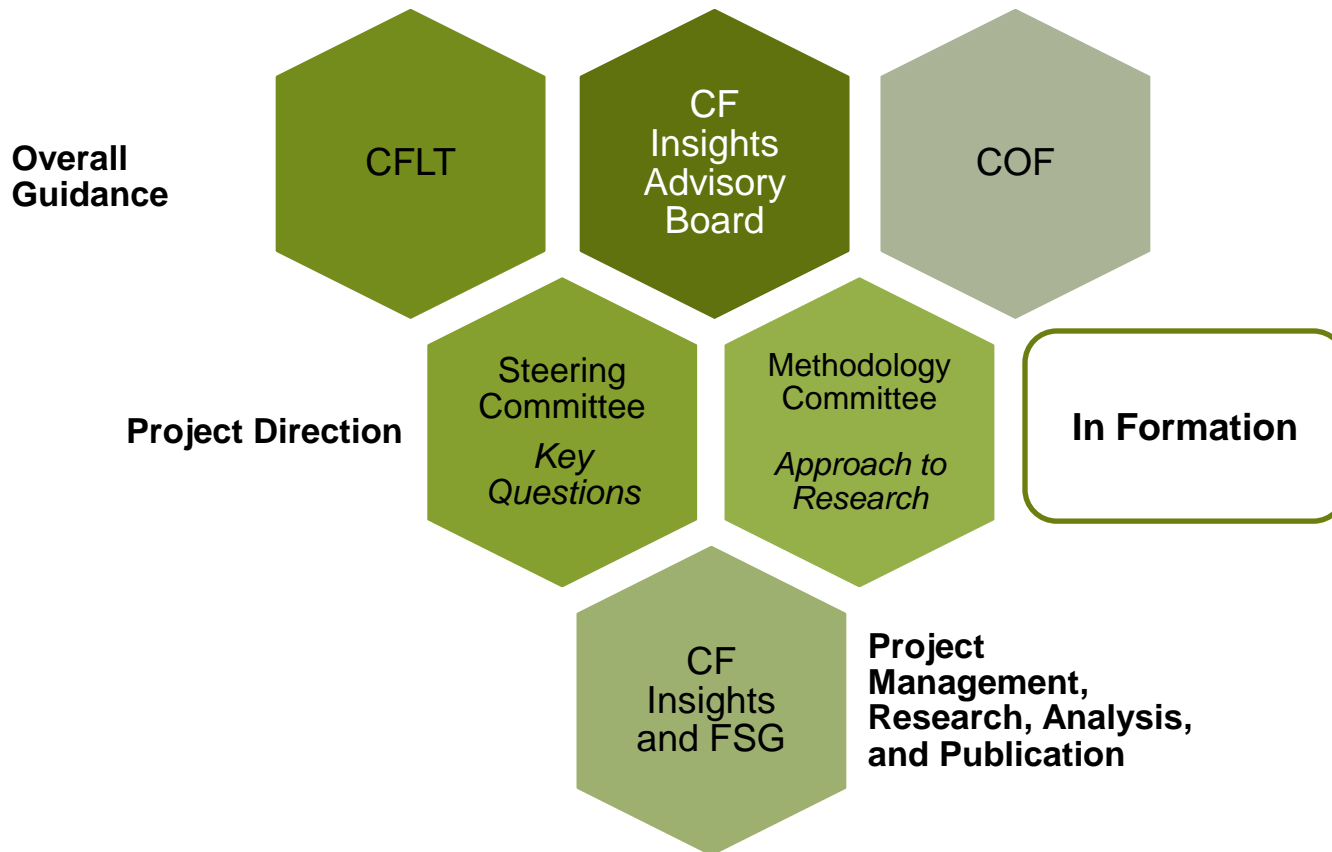 Overall
Guidance
CFLT
CF
Insights
Advisory
Board
COF
Project Direction
Steering
Committee
Key
Questions
Methodology
Committee
Approach to
Research
In Formation
CF
Insights
and FSG
Project
Management,
Research, Analysis,
and Publication